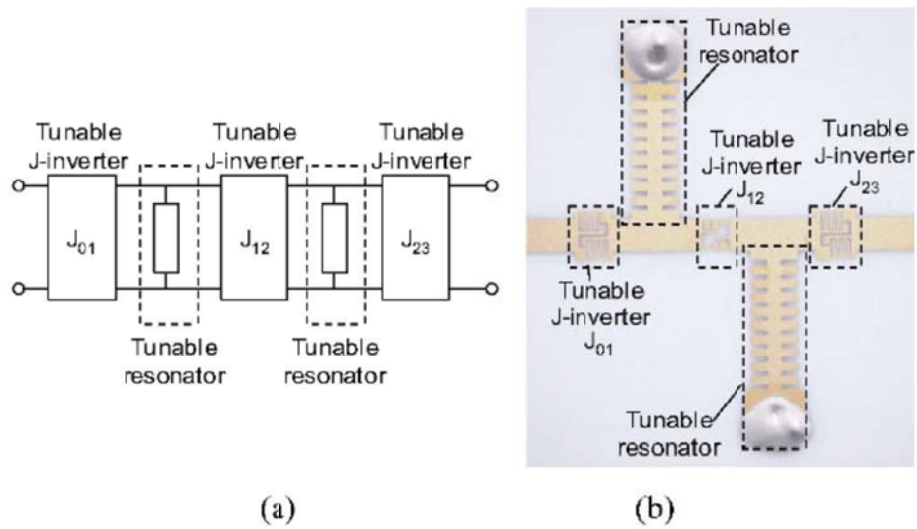 Tunable
J-inverter
Tunable
J-inverter
Tunable
J-inverter
J01
J12
J23
Tunable
resonator
Tunable
resonator
(a)
Tunable
resonator
Tunable
J-inverter
J12
Tunable
J-inverter
J23
Tunable
J-inverter
J01
Tunable
resonator
(b)